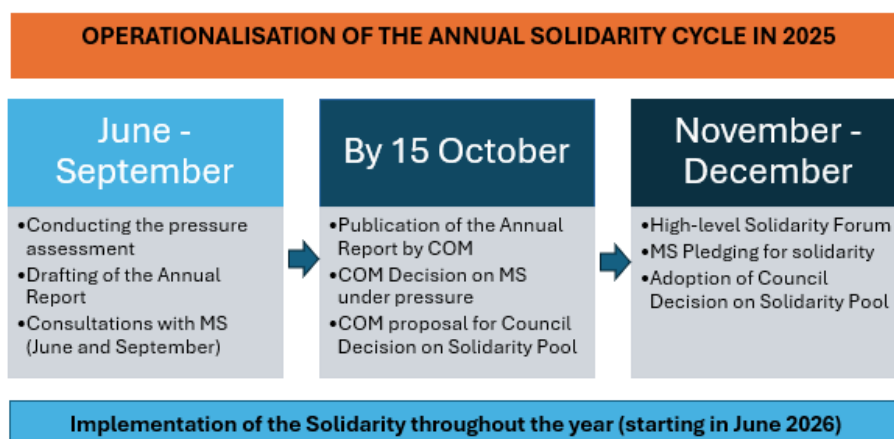 OPERATIONALISATION OF THE ANNUAL SOLIDARITY CYCLE IN 2025
June -
September
•Conducting the pressure
assessment
•Drafting of the Annual
Report
•Consultations with MS
(June and September)
By 15 October
•Publication of the Annual
Report by COM
•COM Decision on MS
under pressure
•COM proposal for Council
Decision on Solidarity Pool
November -
December
•High-level Solidarity Forum
•MS Pledging for solidarity
•Adoption of Council
Decision on Solidarity Pool
Implementation of the Solidarity throughout the year (starting in June 2026)